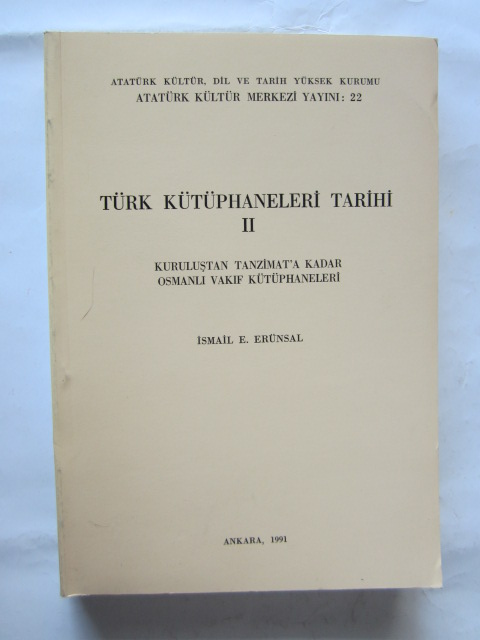 ATATÜRK KÜLTÜR, DİL VE TARİH YÜKSEK KURUMU
ATATÜRK KÜLTÜR MERKEZİ YAYINI: 22
TÜRK KÜTÜPHANELERİ TARİHİ
II
KURULUŞTAN TANZİMAT'A KADAR
OSMANLI VAKIF KÜTÜPHANELERİ
İSMAİL E. ERÜNSAL
ANKARA, 1991